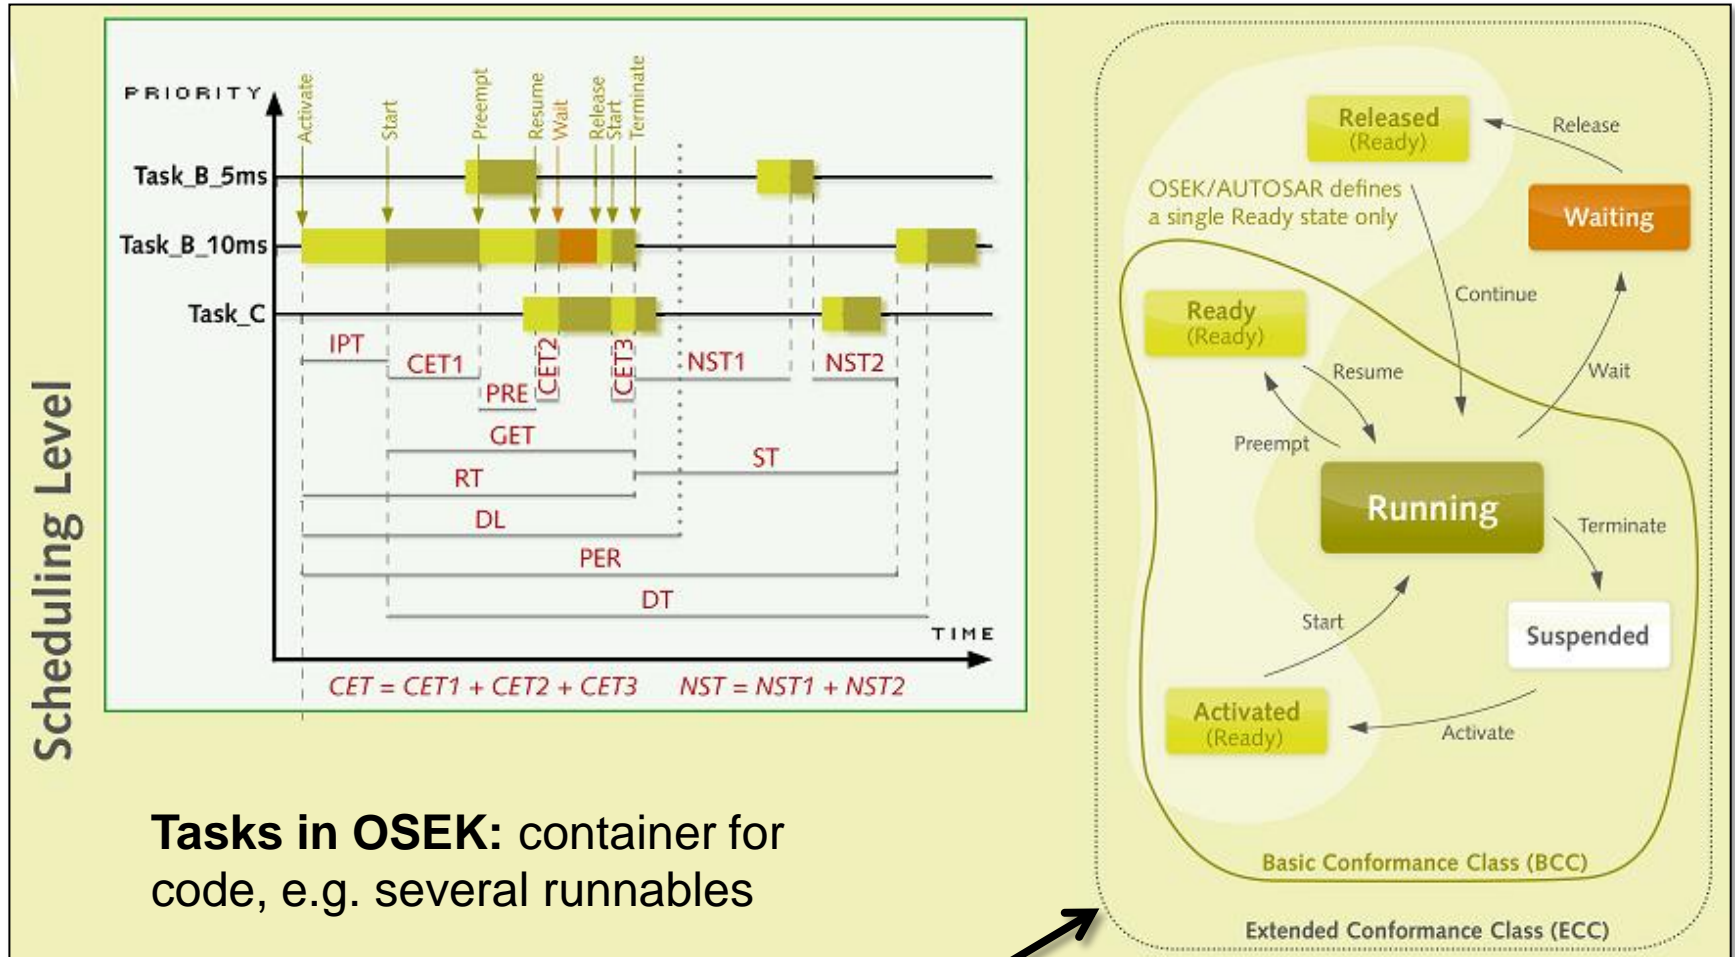 Scheduling Level
PRIORITY
Activate
Start
Preempt
Resume
Wait
Release
Start
Terminate
Task_B_5ms
Task_B_10ms
Task_C
IPT
CET1
PRE
CET2
CET3
NST1
NST2
GET
ST
RT
DL
PER
DT
TIME
CET = CET1 + CET2 + CET3 NST = NST1 + NST2
Tasks in OSEK: container for
code, e.g. several runnables
Released
(Ready)
Release
OSEK/AUTOSAR defines
a single Ready state only
Waiting
Continue
Ready
(Ready)
Resume
Wait
Preempt
Running
Terminate
Start
Suspended
Activated
(Ready)
Activate
Basic Conformance Class (BCC)
Extended Conformance Class (ECC)